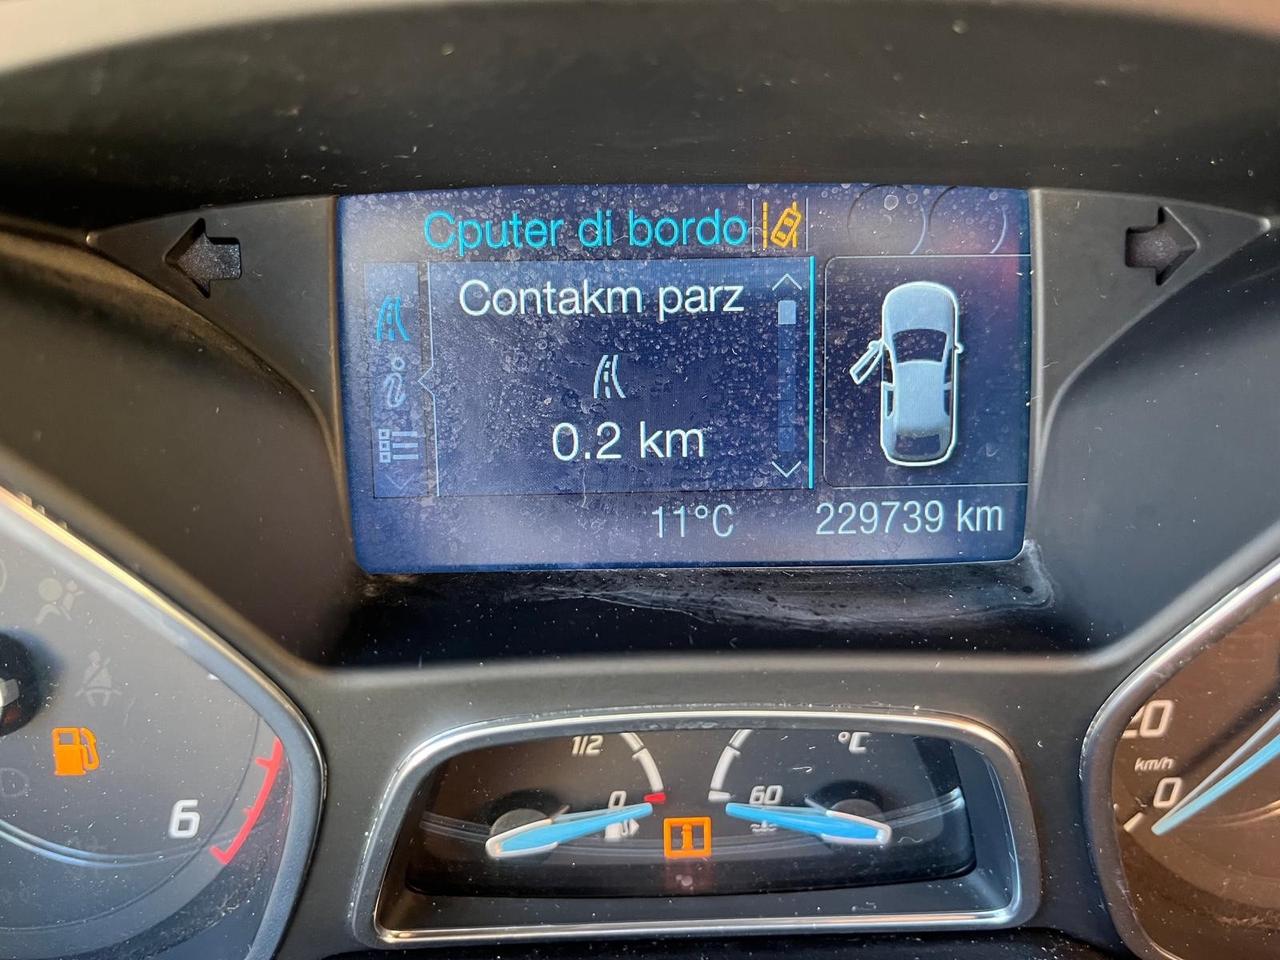 Cputer di bordo
Contakm parz
0.2 km
11°C
229739 km
6
1/2
0
°C
60
20
km/h
0